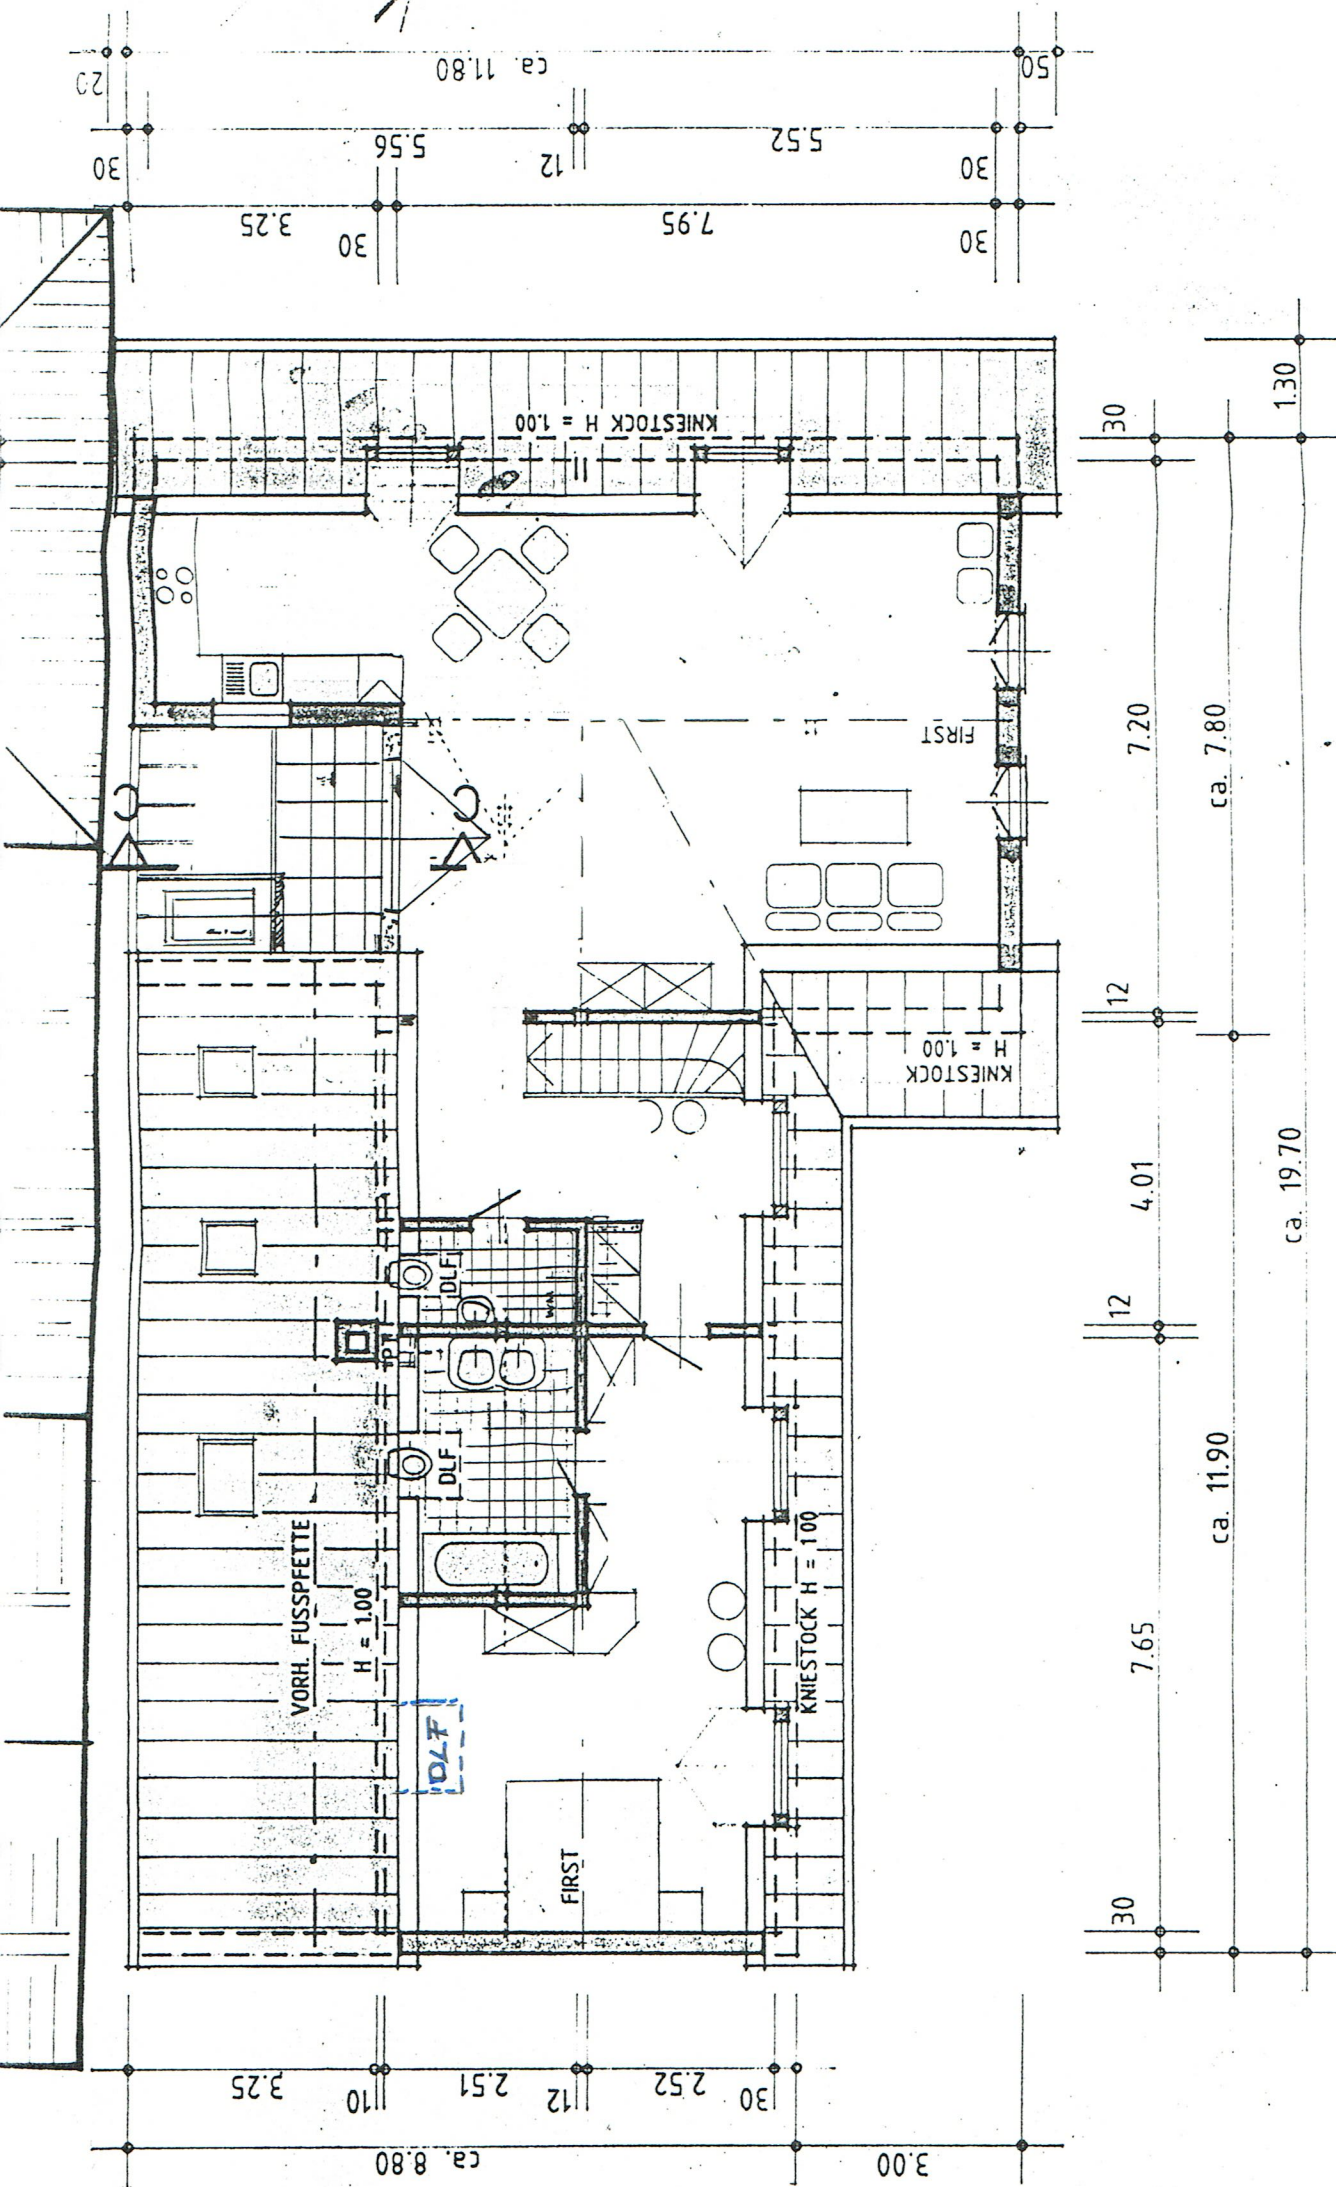 20
ca. 11.80
50
30
5.56
12
5.52
30
3.25
30
7.95
30
KNIESTOCK H = 1.00
30
1.30
FIRST
7.20
ca. 7.80
C
C
12
KNIESTOCK
H = 1.00
4.01
ca. 19.70
DLF
WM
12
DLF
ca. 11.90
VORH. FUSSPFETTE
H = 1.00
KNIESTOCK H = 100
7.65
DLF
FIRST
30
3.25
10
2.51
12
2.52
30
ca. 8.80
3.00